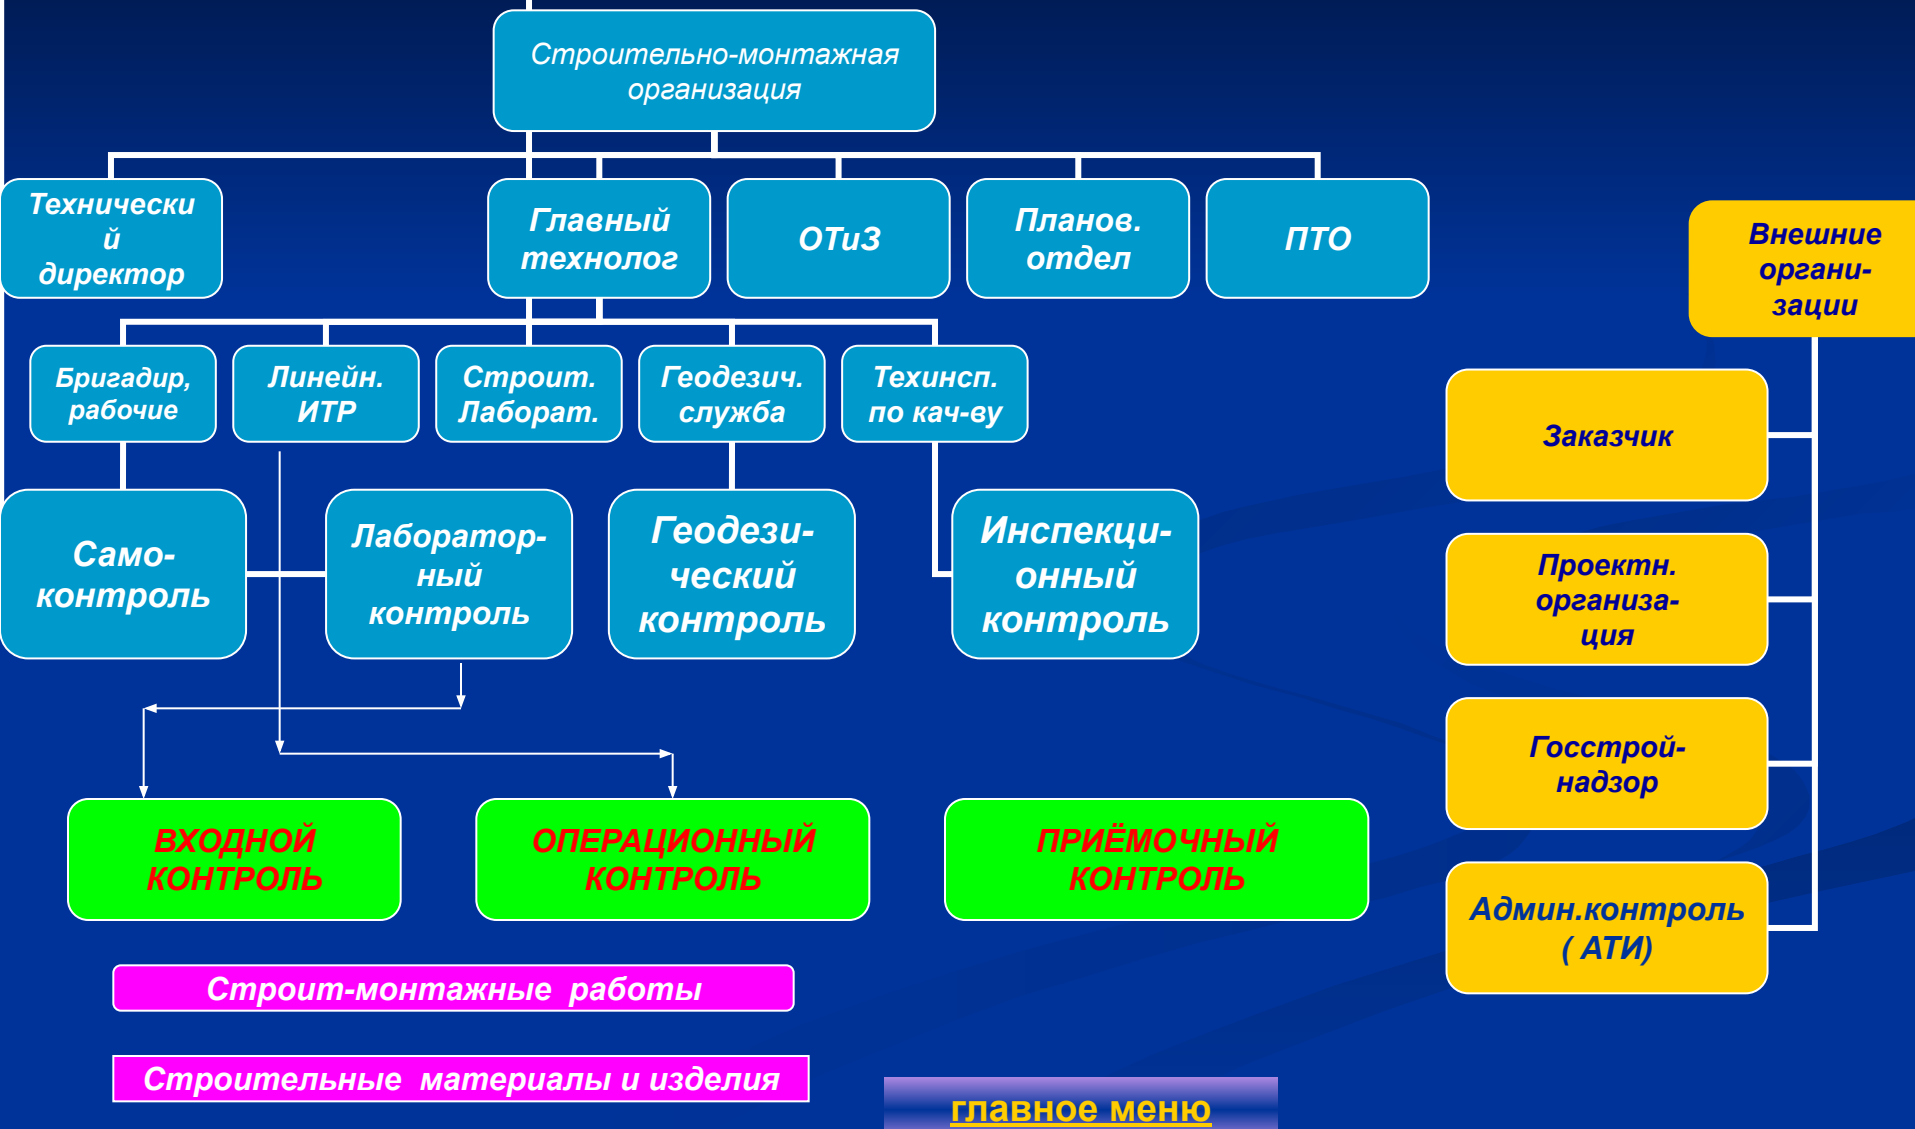 Строительно-монтажная
организация
Технически
й
директор
Главный
технолог
ОТиЗ
Планов.
отдел
ПТО
Внешние
органи-
зации
Бригадир,
рабочие
Линейн.
ИТР
Строит.
Лаборат.
Геодезич.
служба
Техинсп.
по кач-ву
Заказчик
Само-
контроль
Лаборатор-
ный
контроль
Геодези-
ческий
контроль
Инспекци-
онный
контроль
Проектн.
организа-
ция
Госстрой-
надзор
ВХОДНОЙ
КОНТРОЛЬ
ОПЕРАЦИОННЫЙ
КОНТРОЛЬ
ПРИЁМОЧНЫЙ
КОНТРОЛЬ
Админ.контроль
( АТИ)
Строит-монтажные работы
Строительные материалы и изделия
главное меню